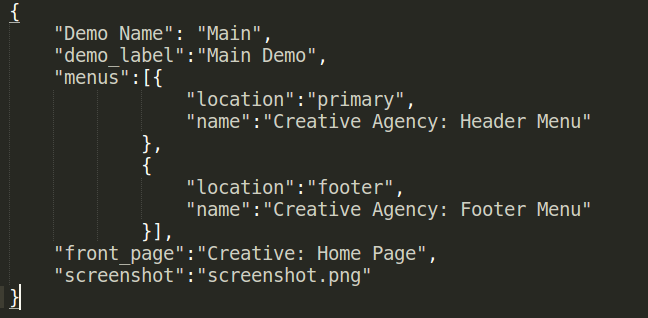 {
"Demo Name": "Main",
"demo_label":"Main Demo",
"menus":[{
"location":"primary",
"name":"Creative Agency: Header Menu"
},
{
"location":"footer",
"name":"Creative Agency: Footer Menu"
}],
"front_page":"Creative: Home Page",
"screenshot":"screenshot.png"
}